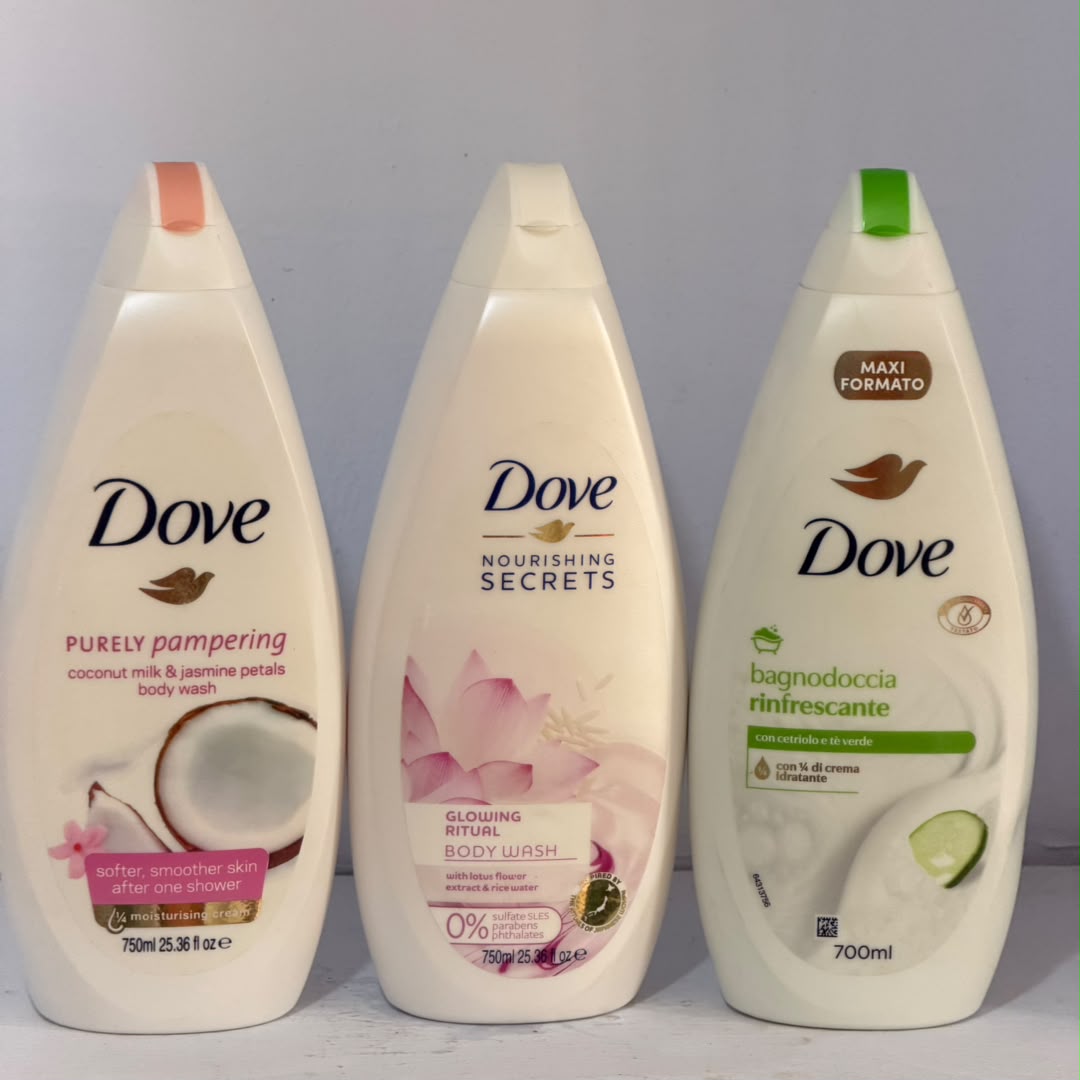 Dove
PURELY pampering
coconut milk & jasmine petals
body wash
softer, smoother skin
after one shower
¼ moisturising cream
750ml 25.36 fl oz e
Dove
NOURISHING
SECRETS
GLOWING
RITUAL
BODY WASH
with lotus flower
extract & rice water
0%
sulfate SLES
parabens
phthalates
750ml 25.36 fl oz e
MAXI
FORMATO
Dove
bagnodoccia
rinfrescante
con cetriolo e tè verde
¼
con ¼ di crema
idratante
64313756
700ml